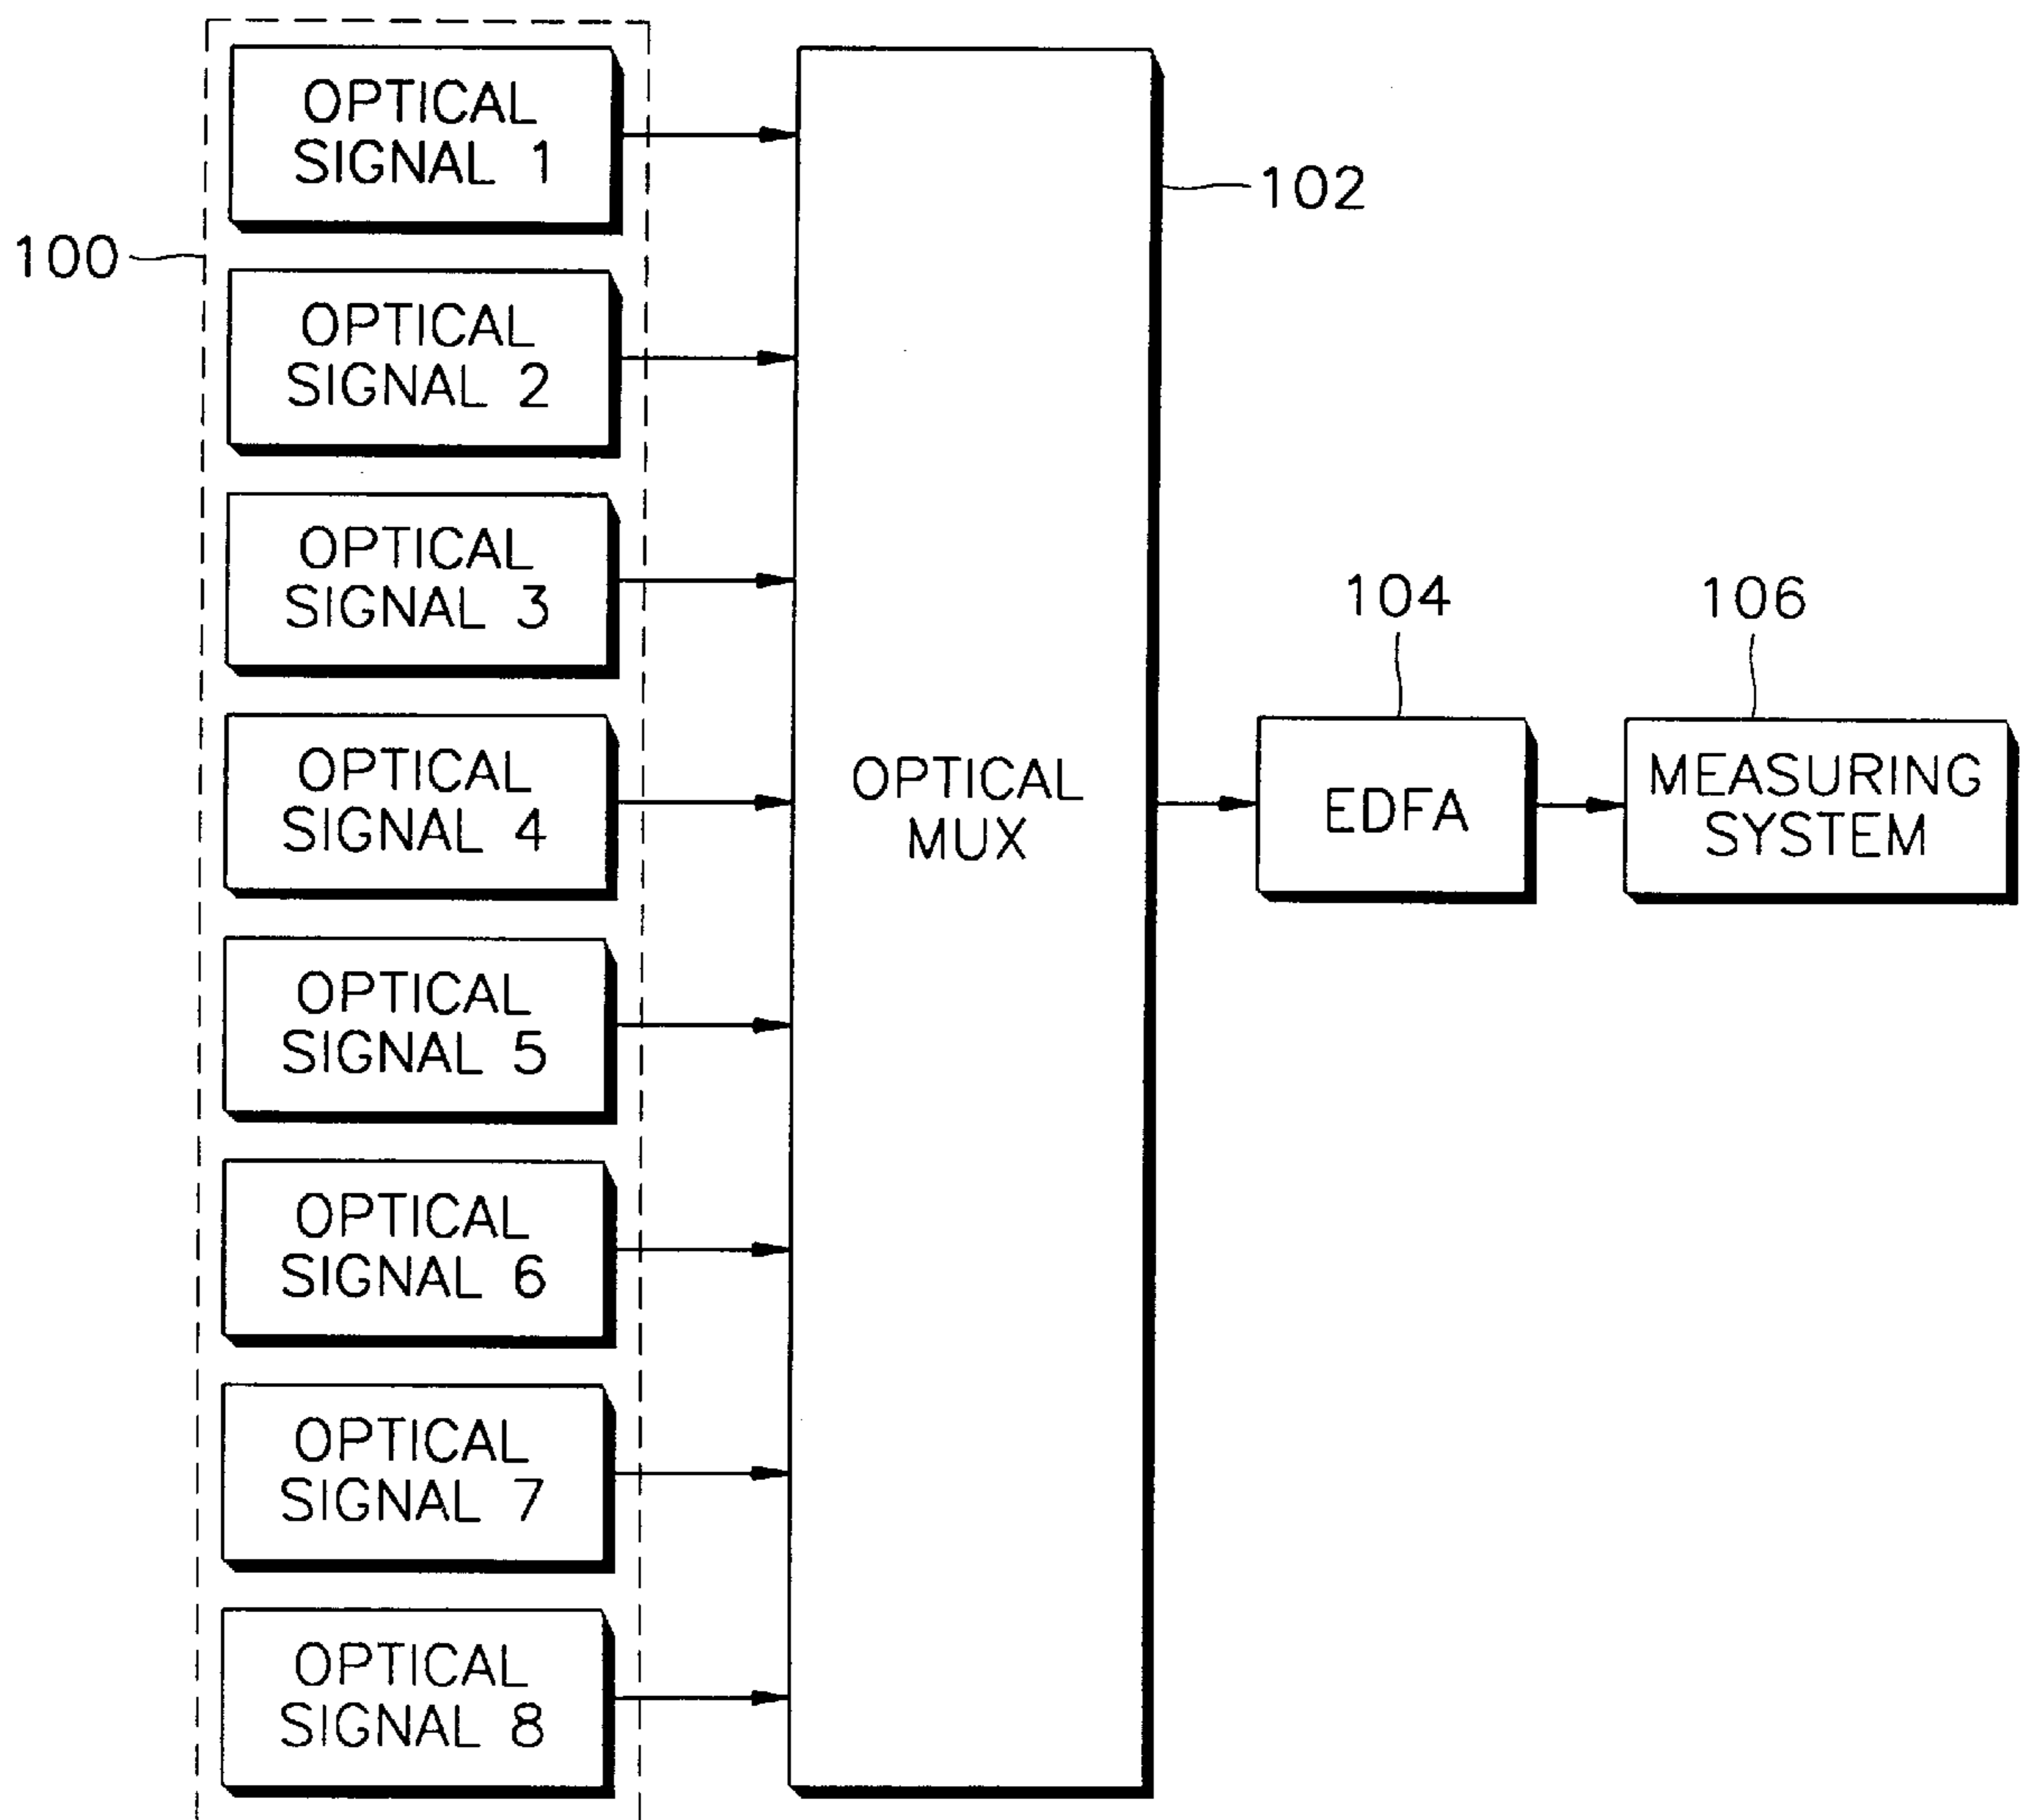 100
OPTICAL
SIGNAL 1
OPTICAL
SIGNAL 2
OPTICAL
SIGNAL 3
OPTICAL
SIGNAL 4
OPTICAL
SIGNAL 5
OPTICAL
SIGNAL 6
OPTICAL
SIGNAL 7
OPTICAL
SIGNAL 8
102
OPTICAL
MUX
104
EDFA
106
MEASURING
SYSTEM